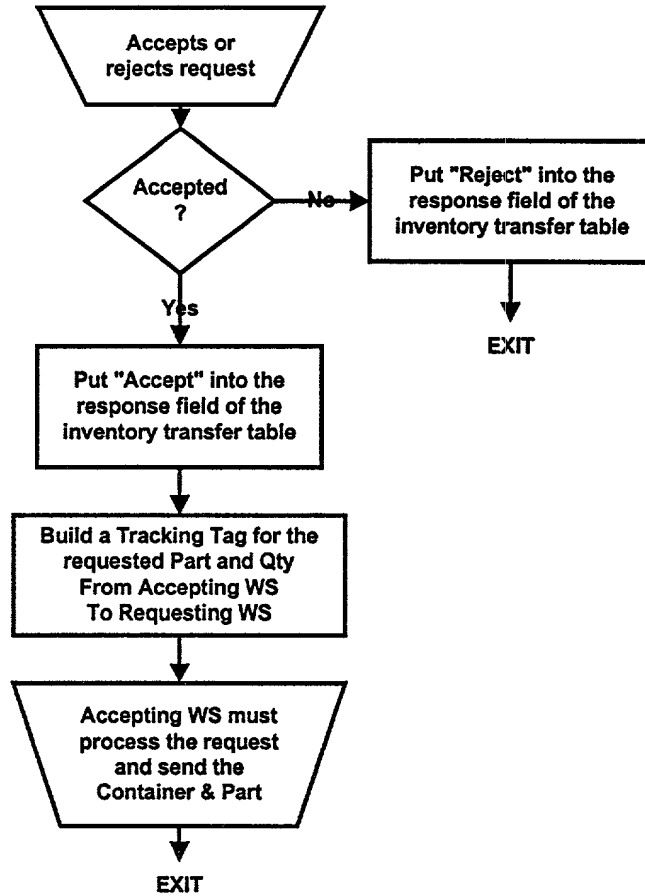 Accepts or
rejects request
Accepted
?
No
Put "Reject" into the
response field of the
inventory transfer table
EXIT
Yes
Put "Accept" into the
response field of the
inventory transfer table
Build a Tracking Tag for the
requested Part and Qty
From Accepting WS
To Requesting WS
Accepting WS must
process the request
and send the
Container & Part
EXIT